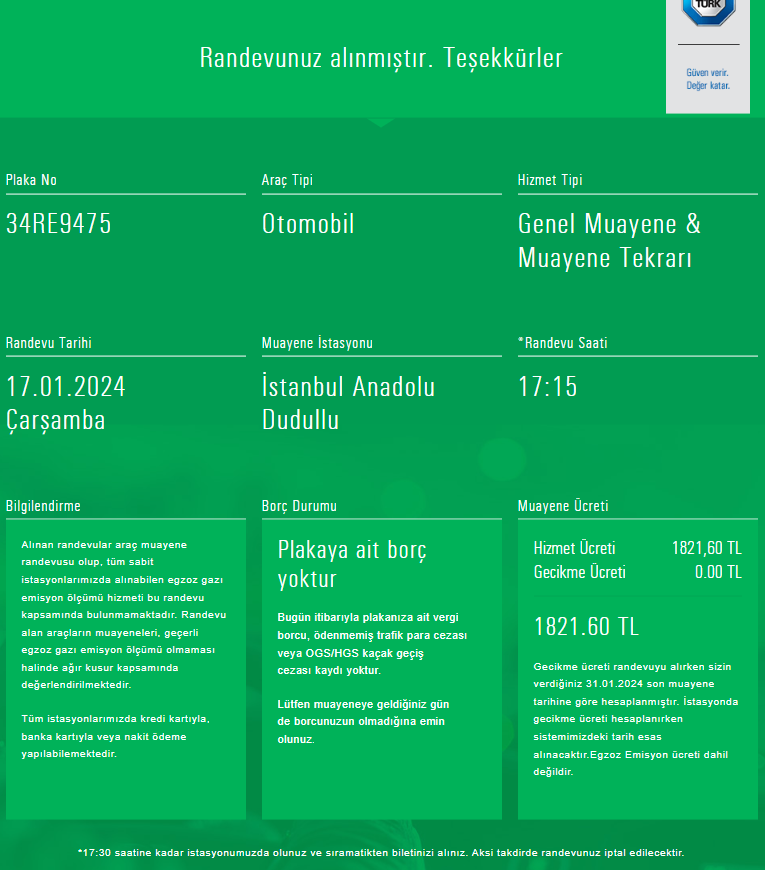 TÜRK
Güven verir.
Değer katar.
Randevunuz alınmıştır. Teşekkürler
Plaka No
34RE9475
Araç Tipi
Otomobil
Hizmet Tipi
Genel Muayene &
Muayene Tekrarı
Randevu Tarihi
17.01.2024
Çarşamba
Muayene İstasyonu
İstanbul Anadolu
Dudullu
*Randevu Saati
17:15
Bilgilendirme
Alınan randevular araç muayene
randevusu olup, tüm sabit
istasyonlarımızda alınabilen egzoz gazı
emisyon ölçümü hizmeti bu randevu
kapsamında bulunmamaktadır. Randevu
alan araçların muayeneleri, geçerli
egzoz gazı emisyon ölçümü olmaması
halinde ağır kusur kapsamında
değerlendirilmektedir.
Tüm istasyonlarımızda kredi kartıyla,
banka kartıyla veya nakit ödeme
yapılabilemektedir.
Borç Durumu
Plakaya ait borç
yoktur
Bugün itibarıyla plakanıza ait vergi
borcu, ödenmemiş trafik para cezası
veya OGS/HGS kaçak geçiş
cezası kaydı yoktur.
Lütfen muayeneye geldiğiniz gün
de borcunuzun olmadığına emin
olunuz.
Muayene Ücreti
Hizmet Ücreti 1821,60 TL
Gecikme Ücreti 0.00 TL
1821.60 TL
Gecikme ücreti randevuyu alırken sizin
verdiğiniz 31.01.2024 son muayene
tarihine göre hesaplanmıştır. İstasyonda
gecikme ücreti hesaplanırken
sistemimizdeki tarih esas
alınacaktır.Egzoz Emisyon ücreti dahil
değildir.
*17:30 saatine kadar istasyonumuzda olunuz ve sıramatikten biletinizi alınız. Aksi takdirde randevunuz iptal edilecektir.